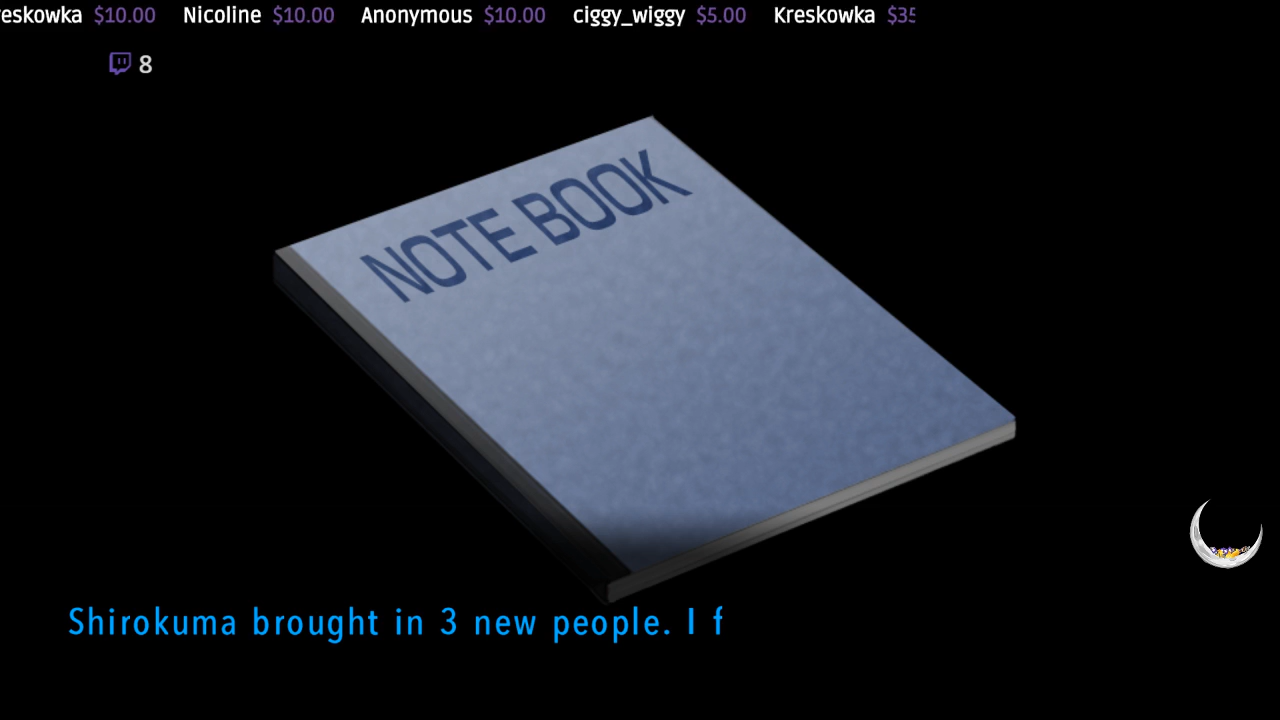 reskowka $10.00 Nicoline $10.00 Anonymous $10.00 ciggy_wiggy $5.00 Kreskowka $35
8
NOTE BOOK
Shirokuma brought in 3 new people. I f